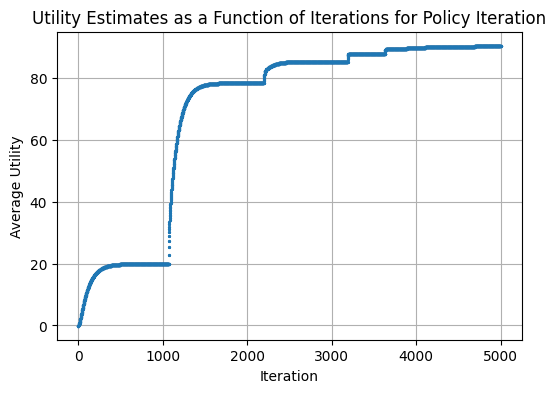 Utility Estimates as a Function of Iterations for Policy Iteration
80
60
40
20
0
Average Utility
0 1000 2000 3000 4000 5000
Iteration